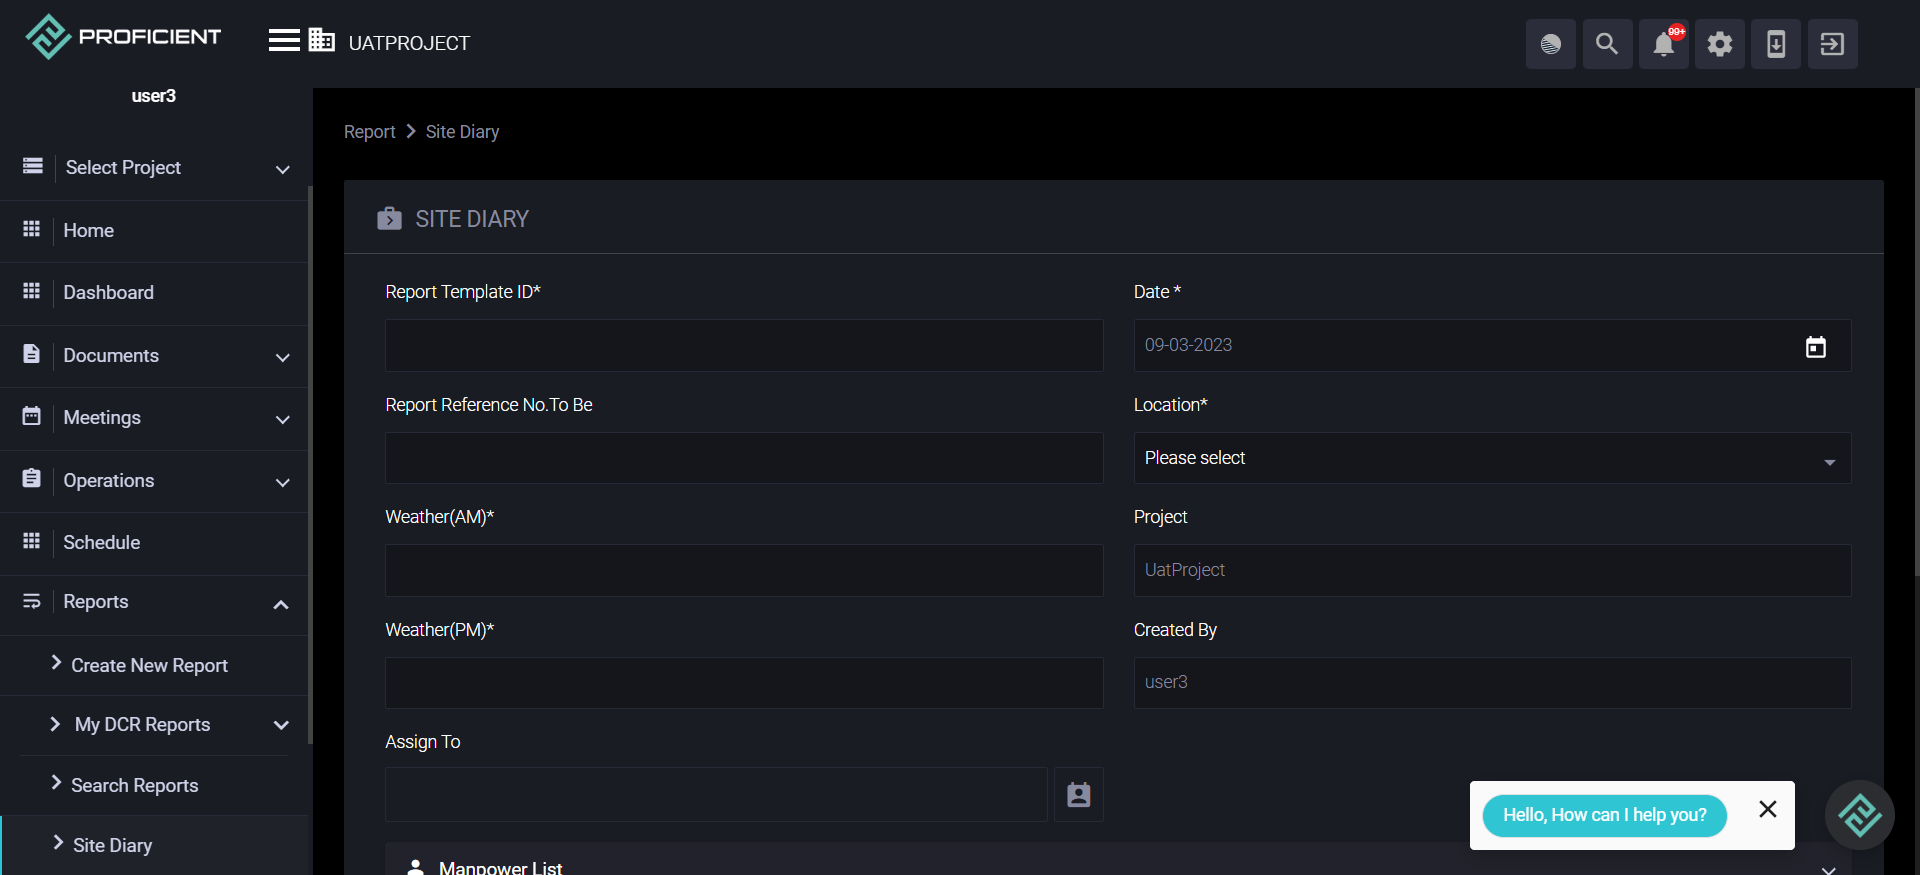 PROFICIENT
UATPROJECT
99+
user3
Select Project
Home
Dashboard
Documents
Meetings
Operations
Schedule
Reports
Create New Report
My DCR Reports
Search Reports
Site Diary
Report > Site Diary
SITE DIARY
Report Template ID*
Date *
09-03-2023
Report Reference No.To Be
Location*
Please select
Weather(AM)*
Project
UatProject
Weather(PM)*
Created By
user3
Assign To
Hello, How can I help you?
Manpower List